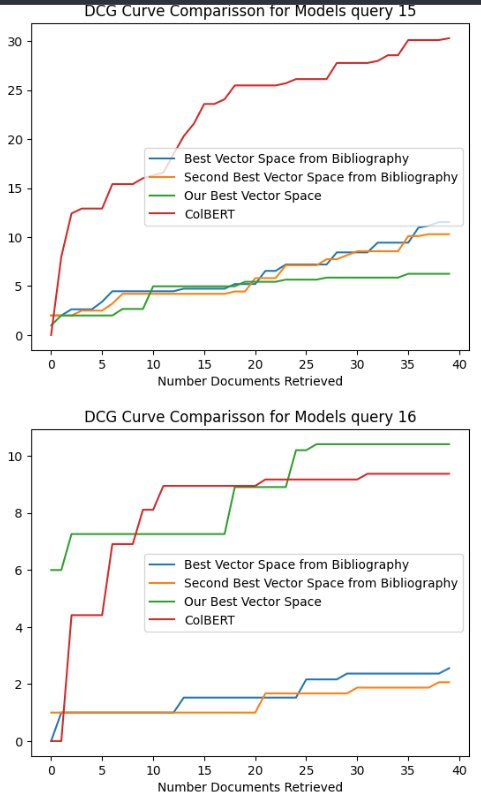 DCG Curve Comparisson for Models query 15
30
25
20
15
10
5
0
Best Vector Space from Bibliography
Second Best Vector Space from Bibliography
Our Best Vector Space
ColBERT
0 5 10 15 20 25 30 35 40
Number Documents Retrieved
DCG Curve Comparisson for Models query 16
10
8
6
4
2
0
Best Vector Space from Bibliography
Second Best Vector Space from Bibliography
Our Best Vector Space
ColBERT
0 5 10 15 20 25 30 35 40
Number Documents Retrieved